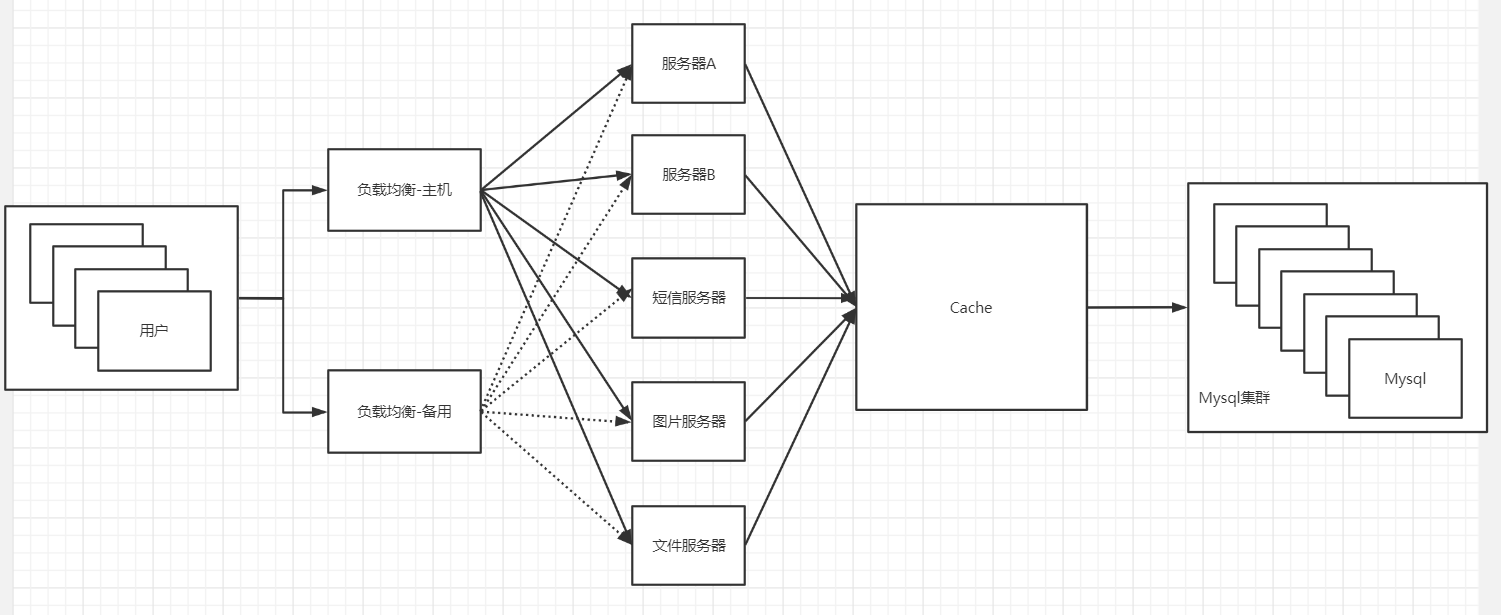 用户
负载均衡-主机
负载均衡-备用
服务器A
服务器B
短信服务器
图片服务器
文件服务器
Cache
Mysql集群
Mysql